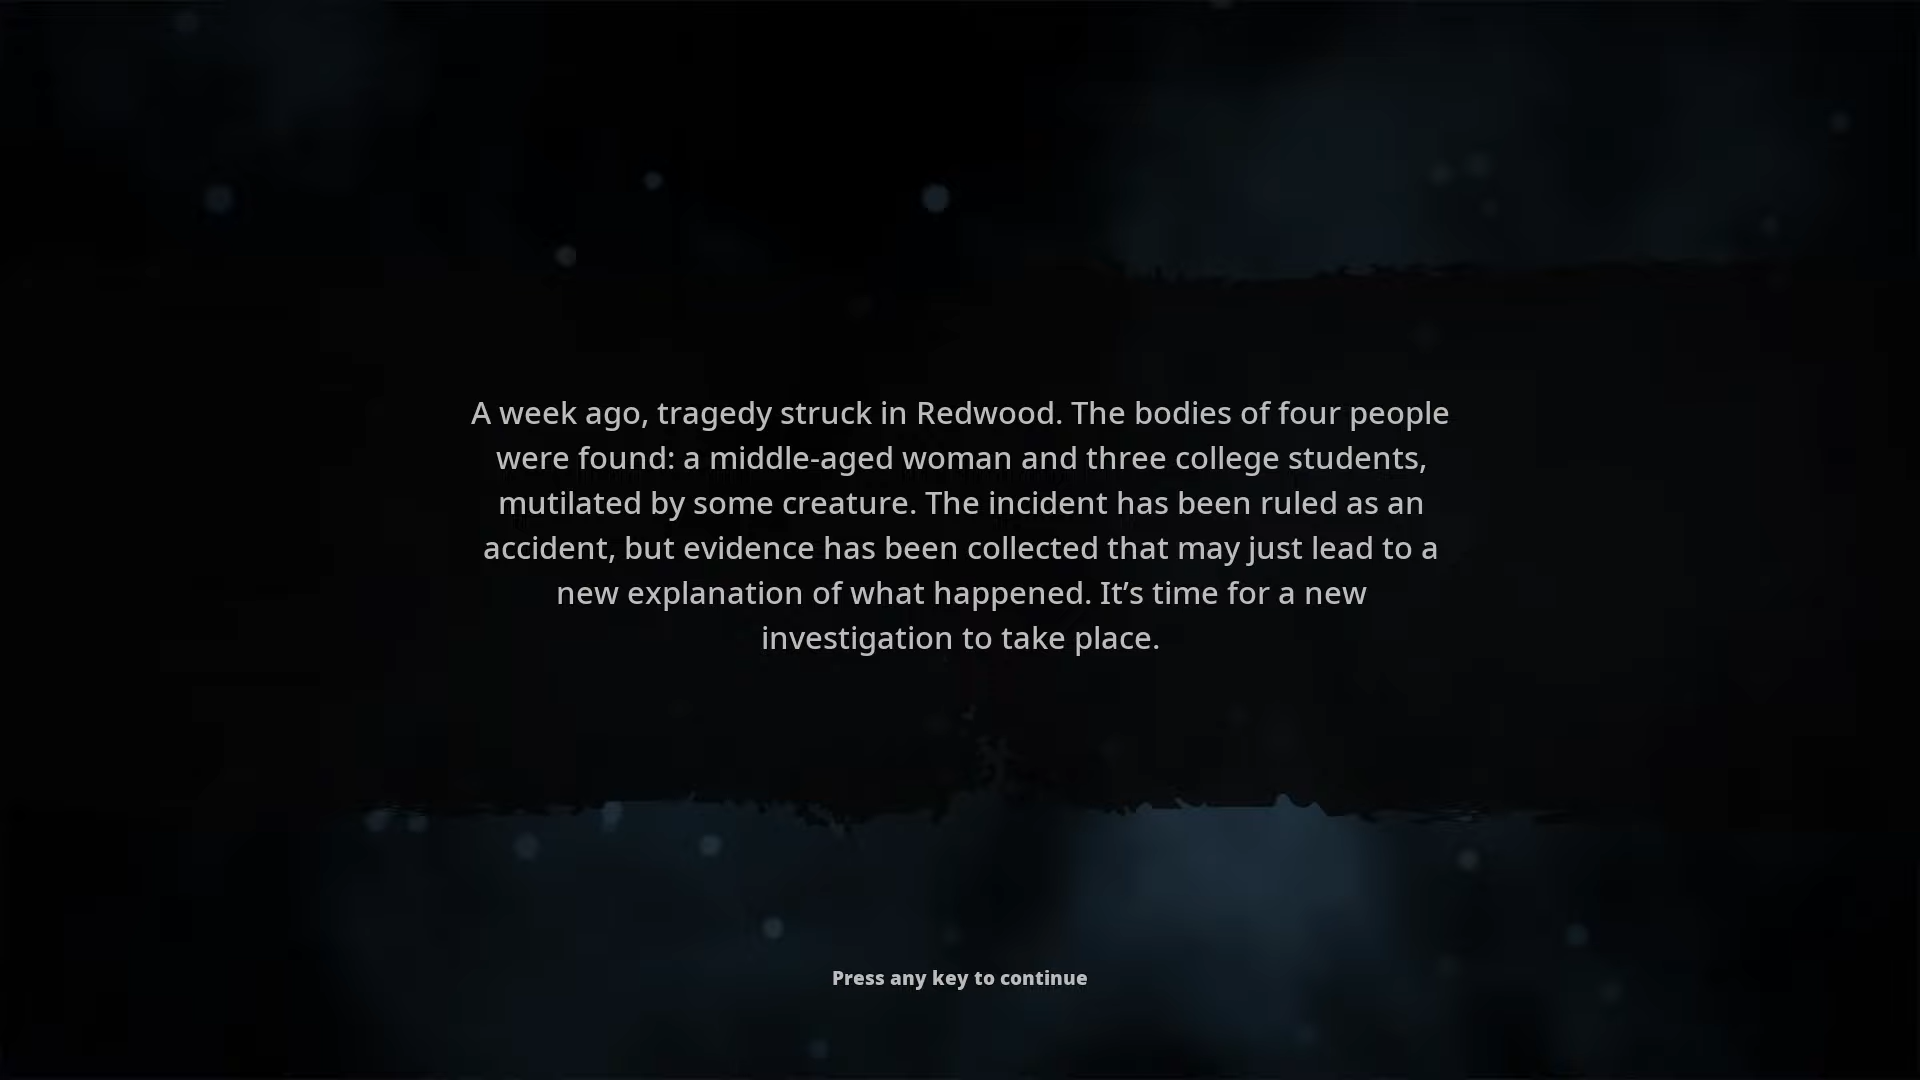 A week ago, tragedy struck in Redwood. The bodies of four people
were found: a middle-aged woman and three college students,
mutilated by some creature. The incident has been ruled as an
accident, but evidence has been collected that may just lead to a
new explanation of what happened. It’s time for a new
investigation to take place.
Press any key to continue